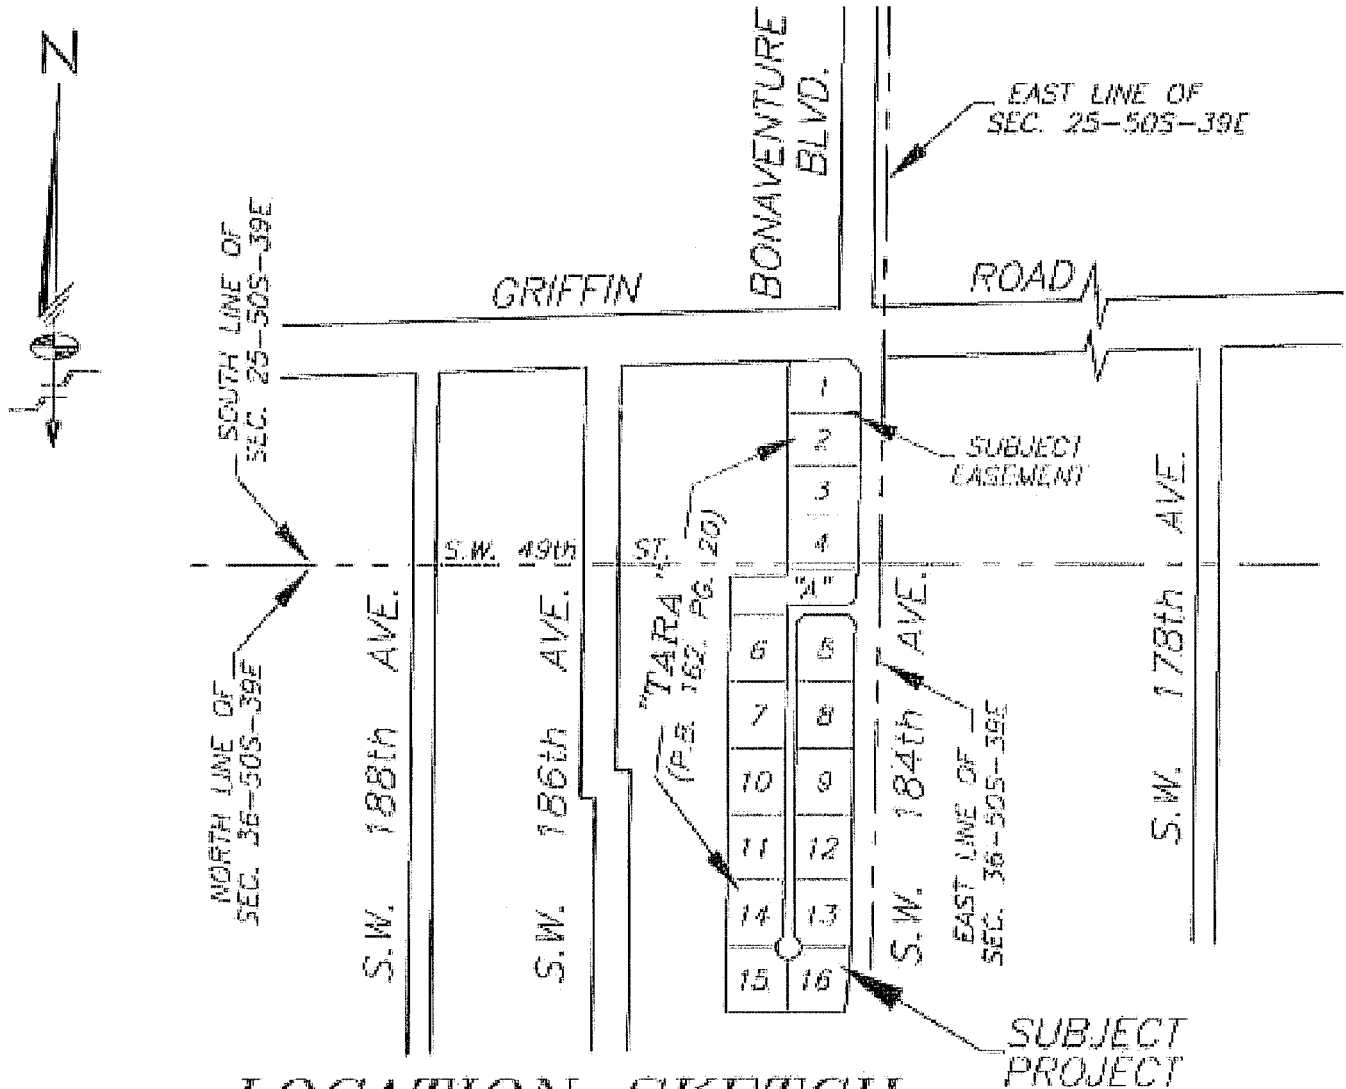 N
BONAVENTURE
BLVD.
EAST LINE OF
SEC. 25-50S-39E
SOUTH LINE OF
SEC. 25-50S-39E
GRIFFIN
ROAD
1
2
3
4
SUBJECT
EASEMENT
S.W. 49th ST.
"A"
"TARA"
(P.B. 162, PG. 20)
6
5
7
8
10
9
11
12
14
13
15
16
NORTH LINE OF
SEC. 36-50S-39E
S.W. 188th AVE.
S.W. 186th AVE.
S.W. 184th AVE.
EAST LINE OF
SEC. 36-50S-39E
S.W. 178th AVE.
SUBJECT
PROJECT
LOCATION SKETCH